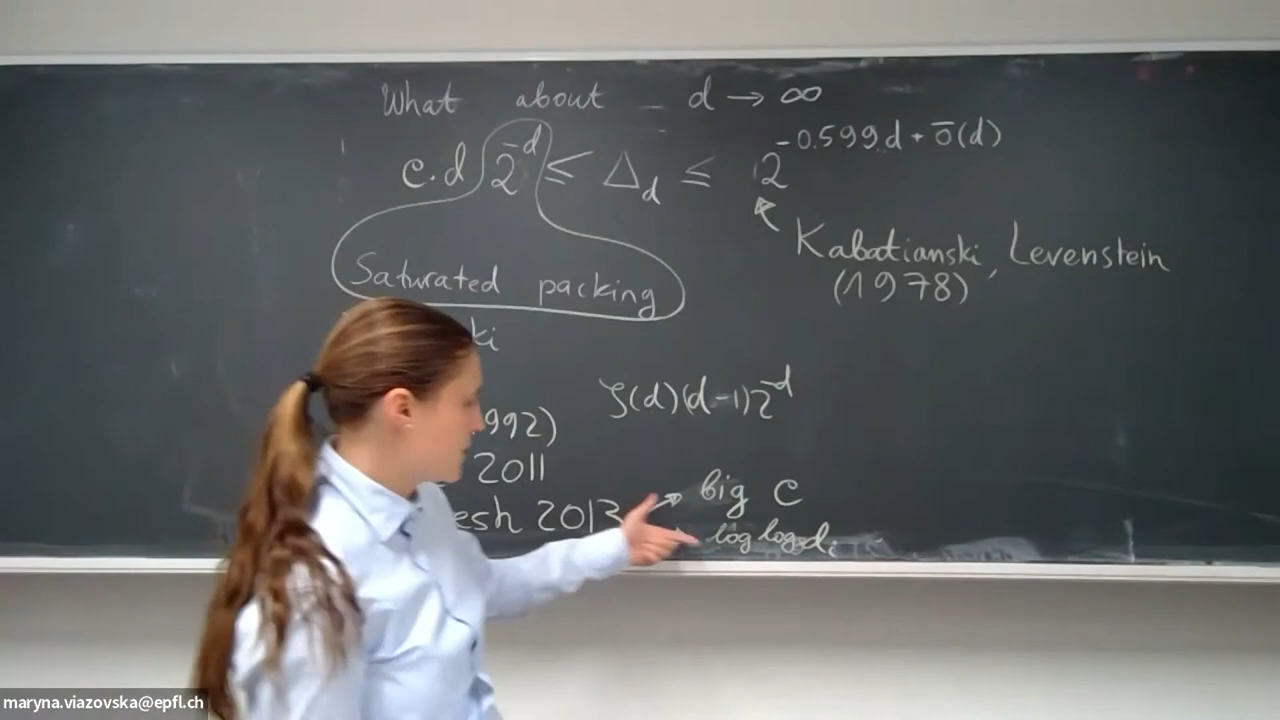 What about _ d → ∞
c.d 2^-d ≤ Δ_d ≤ 2^-0.599d + ō(d)
Kabatianski, Levenstein
(1978)
Saturated packing
ki
ζ(d)(d-1)2^-d
992)
2011
esh 2013 → big c
→ log log d_i
maryna.viazovska@epfl.ch